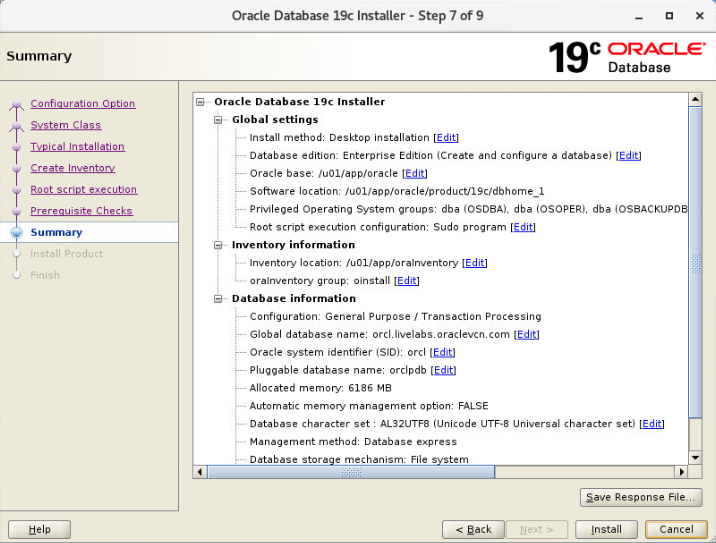 Oracle Database 19c Installer - Step 7 of 9
Summary
19c ORACLE
Database
Configuration Option
System Class
Typical Installation
Create Inventory
Root script execution
Prerequisite Checks
Summary
Install Product
Finish
Oracle Database 19c Installer
Global settings
Install method: Desktop installation [Edit]
Database edition: Enterprise Edition (Create and configure a database) [Edit]
Oracle base: /u01/app/oracle [Edit]
Software location: /u01/app/oracle/product/19c/dbhome_1
Privileged Operating System groups: dba (OSDBA), dba (OSOPER), dba (OSBACKUPDB
Root script execution configuration: Sudo program [Edit]
Inventory information
Inventory location: /u01/app/oraInventory [Edit]
oraInventory group: oinstall [Edit]
Database information
Configuration: General Purpose / Transaction Processing
Global database name: orcl.livelabs.oraclevcn.com [Edit]
Oracle system identifier (SID): orcl [Edit]
Pluggable database name: orclpdb [Edit]
Allocated memory: 6186 MB
Automatic memory management option: FALSE
Database character set : AL32UTF8 (Unicode UTF-8 Universal character set) [Edit]
Management method: Database express
Database storage mechanism: File system
Save Response File...
Help
< Back
Next >
Install
Cancel